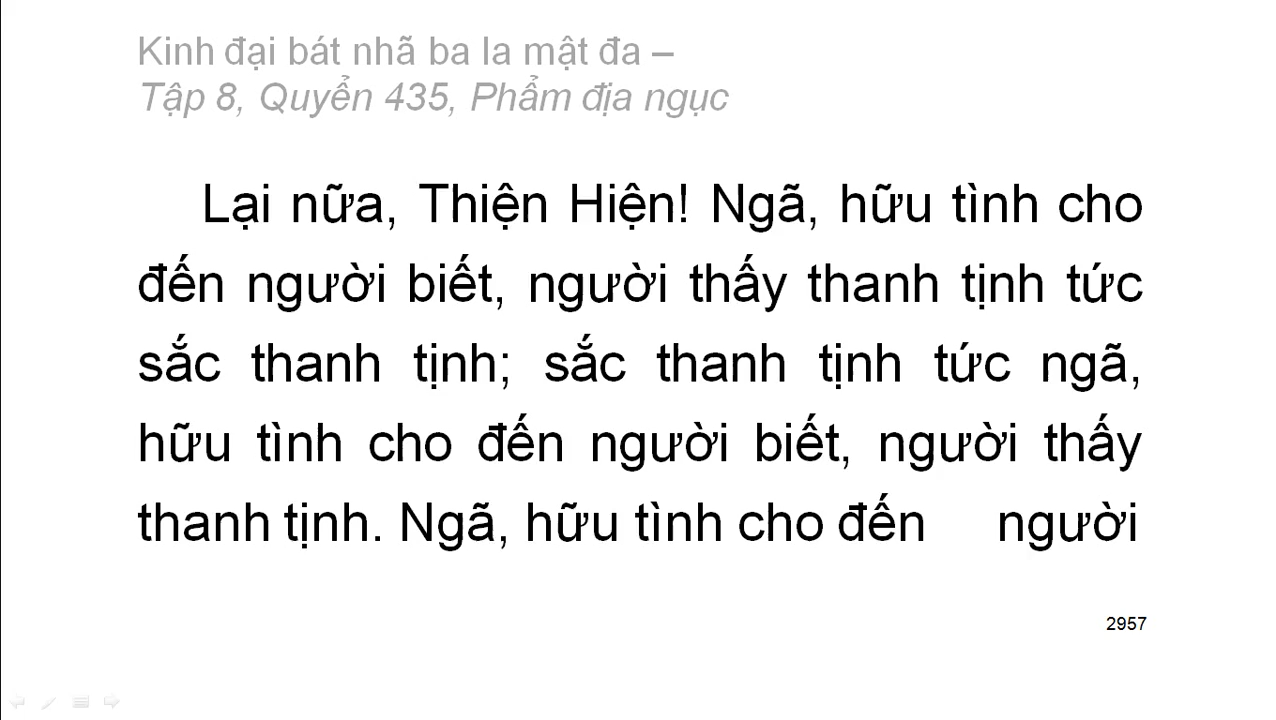 Kinh đại bát nhã ba la mật đa –
Tập 8, Quyển 435, Phẩm địa ngục
Lại nữa, Thiện Hiện! Ngã, hữu tình cho
đến người biết, người thấy thanh tịnh tức
sắc thanh tịnh; sắc thanh tịnh tức ngã,
hữu tình cho đến người biết, người thấy
thanh tịnh. Ngã, hữu tình cho đến người
2957